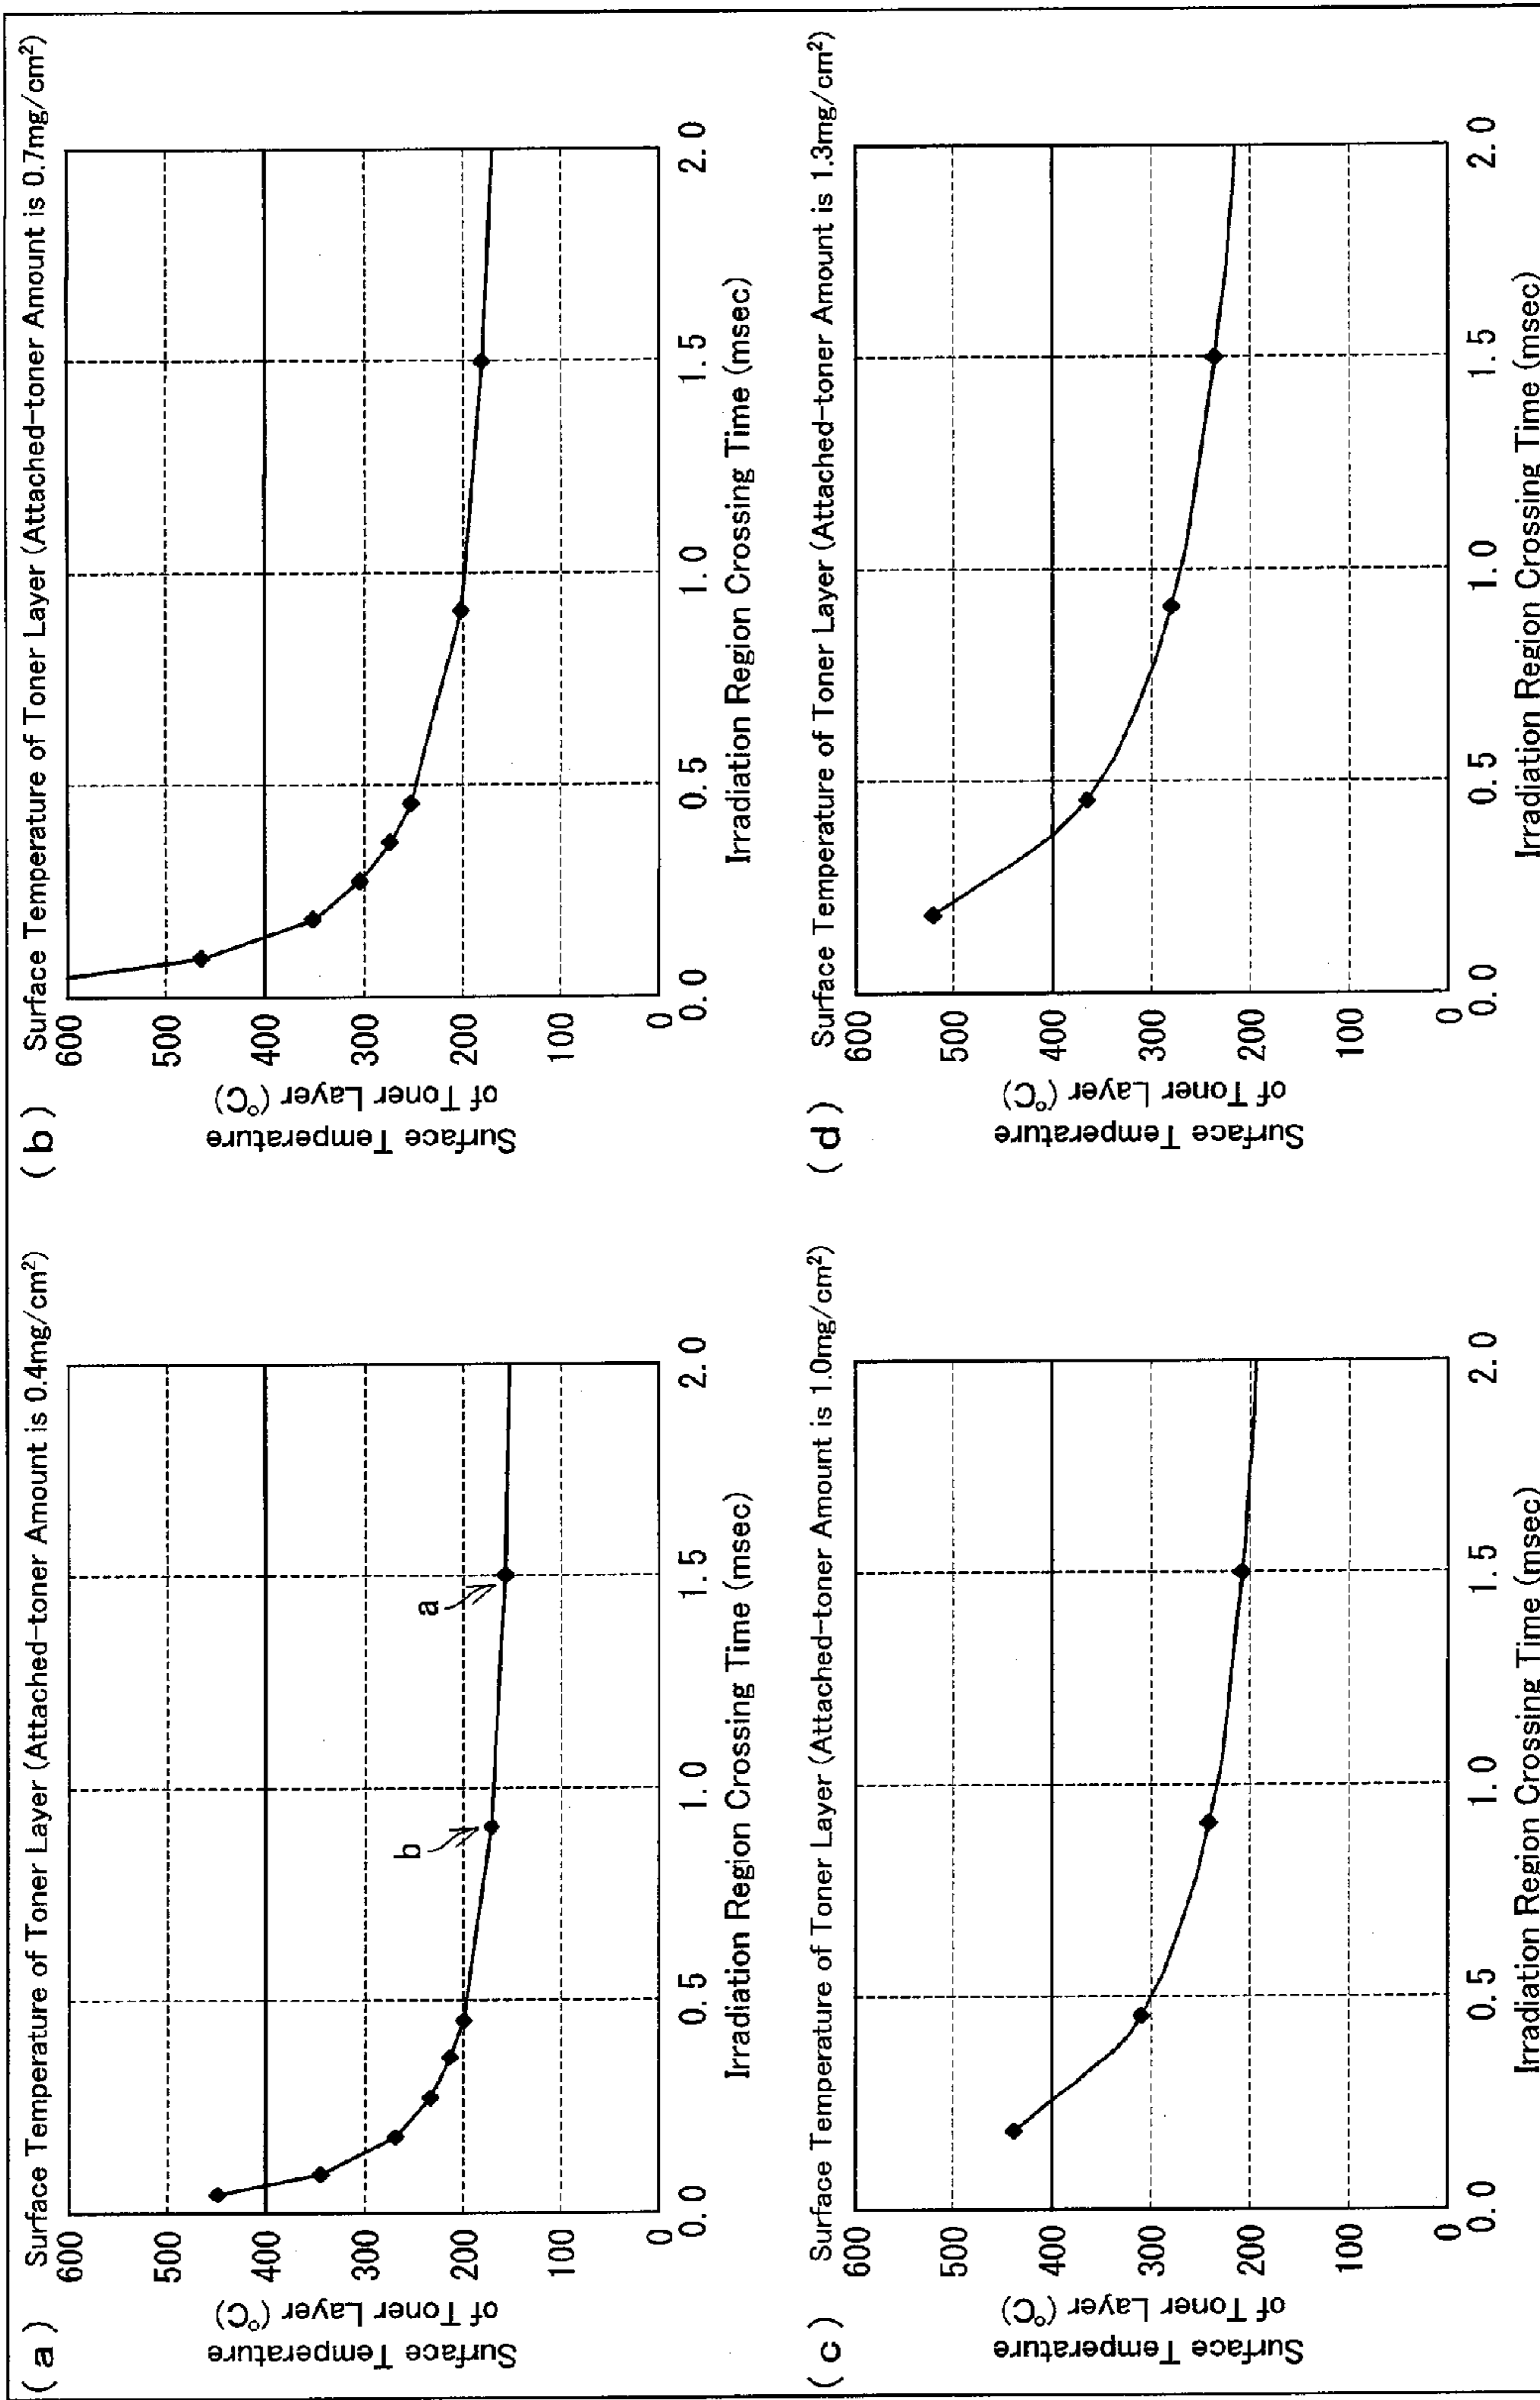 (a)
Surface Temperature of Toner Layer (Attached-toner Amount is 0.4mg/cm²)
Surface Temperature
of Toner Layer (°C)
600
500
400
300
200
100
0
a
b
0.0
0.5
1.0
1.5
2.0
Irradiation Region Crossing Time (msec)
(b)
Surface Temperature of Toner Layer (Attached-toner Amount is 0.7mg/cm²)
Surface Temperature
of Toner Layer (°C)
600
500
400
300
200
100
0
0.0
0.5
1.0
1.5
2.0
Irradiation Region Crossing Time (msec)
(c)
Surface Temperature of Toner Layer (Attached-toner Amount is 1.0mg/cm²)
Surface Temperature
of Toner Layer (°C)
600
500
400
300
200
100
0
0.0
0.5
1.0
1.5
2.0
Irradiation Region Crossing Time (msec)
(d)
Surface Temperature of Toner Layer (Attached-toner Amount is 1.3mg/cm²)
Surface Temperature
of Toner Layer (°C)
600
500
400
300
200
100
0
0.0
0.5
1.0
1.5
2.0
Irradiation Region Crossing Time (msec)